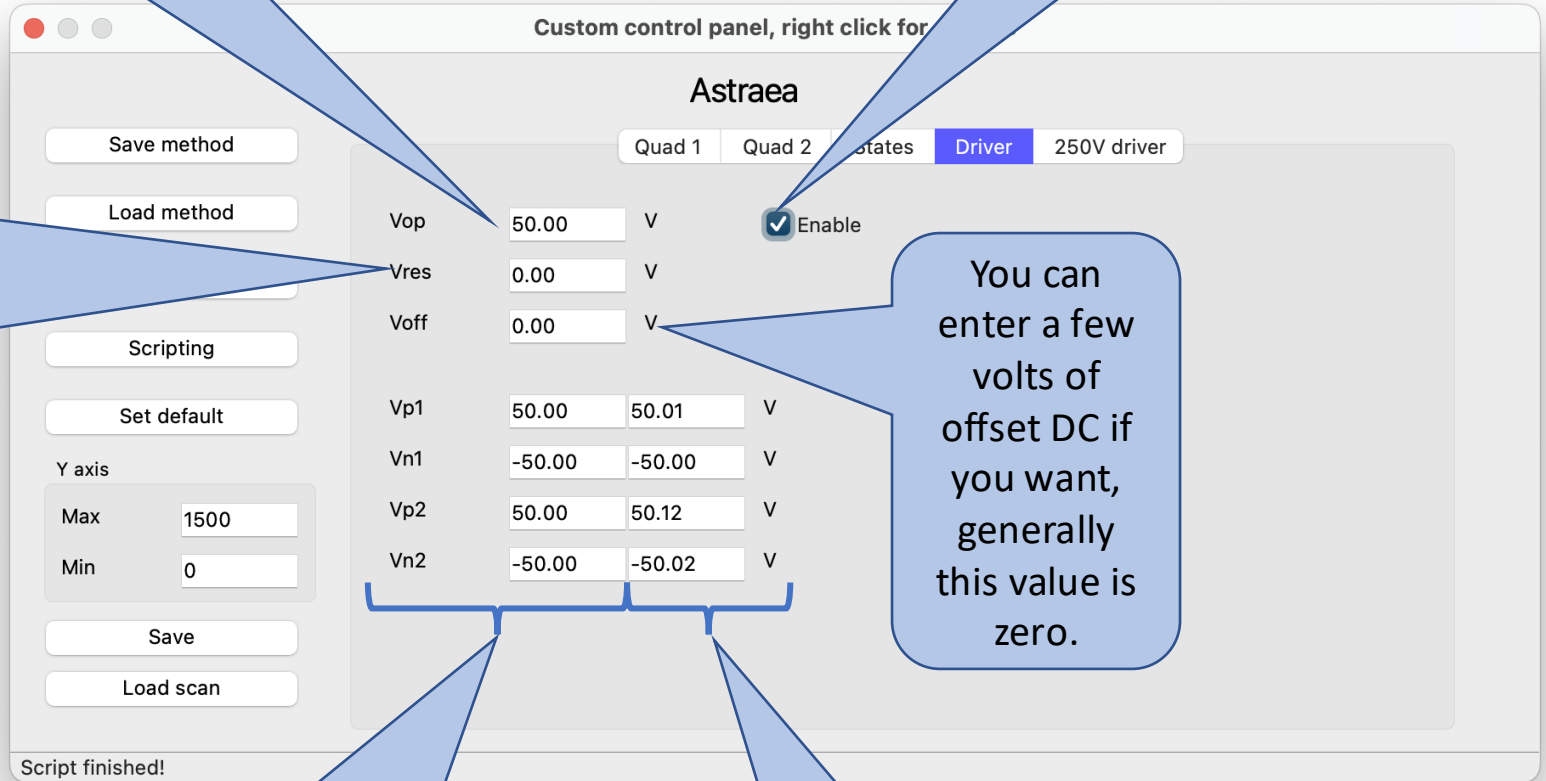 Custom control panel, right click for
Astraea
Save method
Load method
Scripting
Set default
Y axis
Max 1500
Min 0
Save
Load scan
Quad 1 Quad 2 Driver 250V driver
Vop 50.00 V Enable
Vres 0.00 V
Voff 0.00 V
Vp1 50.00 50.01 V
Vn1 -50.00 -50.00 V
Vp2 50.00 50.12 V
Vn2 -50.00 -50.02 V
You can
enter a few
volts of
offset DC if
you want,
generally
this value is
zero.
Script finished!